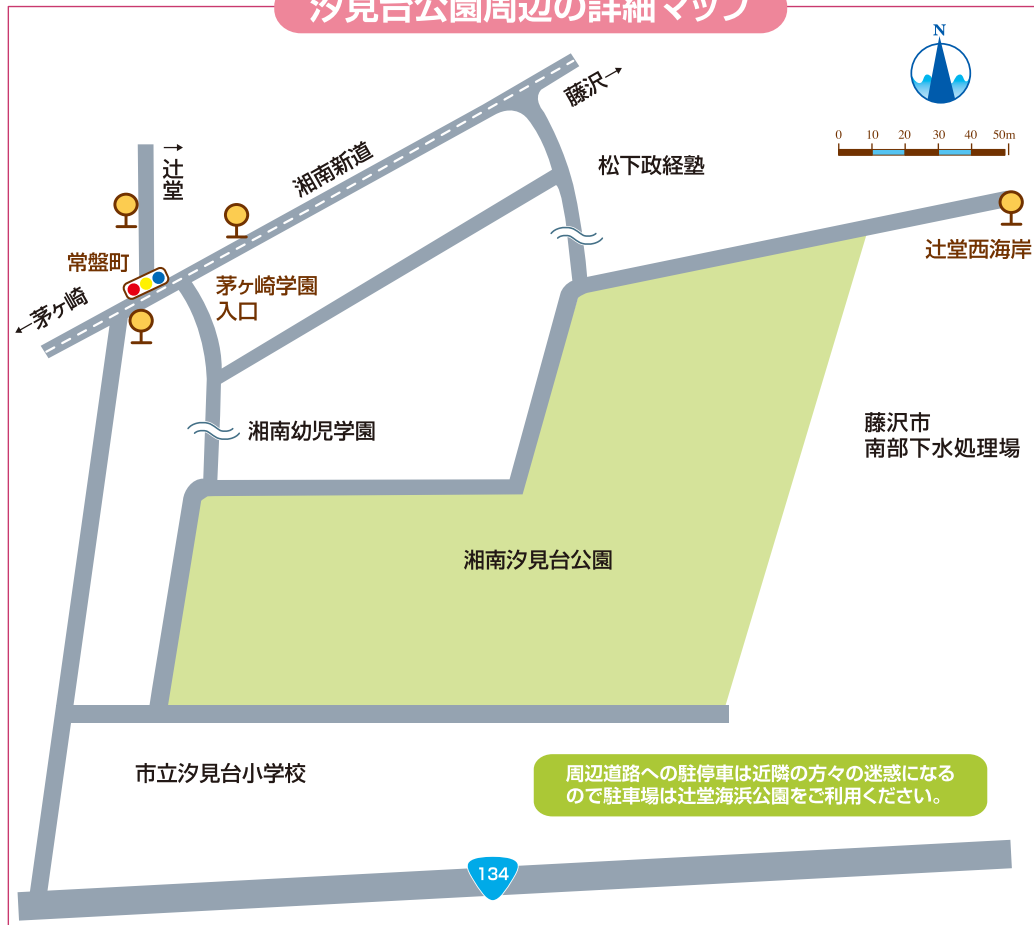 汐見台公園周辺の詳細マップ
N
0 10 20 30 40 50m
藤沢→
湘南新道
→
辻堂
松下政経塾
辻堂西海岸
常盤町
茅ヶ崎学園
入口
←茅ヶ崎
藤沢市
南部下水処理場
湘南幼児学園
湘南汐見台公園
市立汐見台小学校
周辺道路への駐停車は近隣の方々の迷惑になる
ので駐車場は辻堂海浜公園をご利用ください。
134